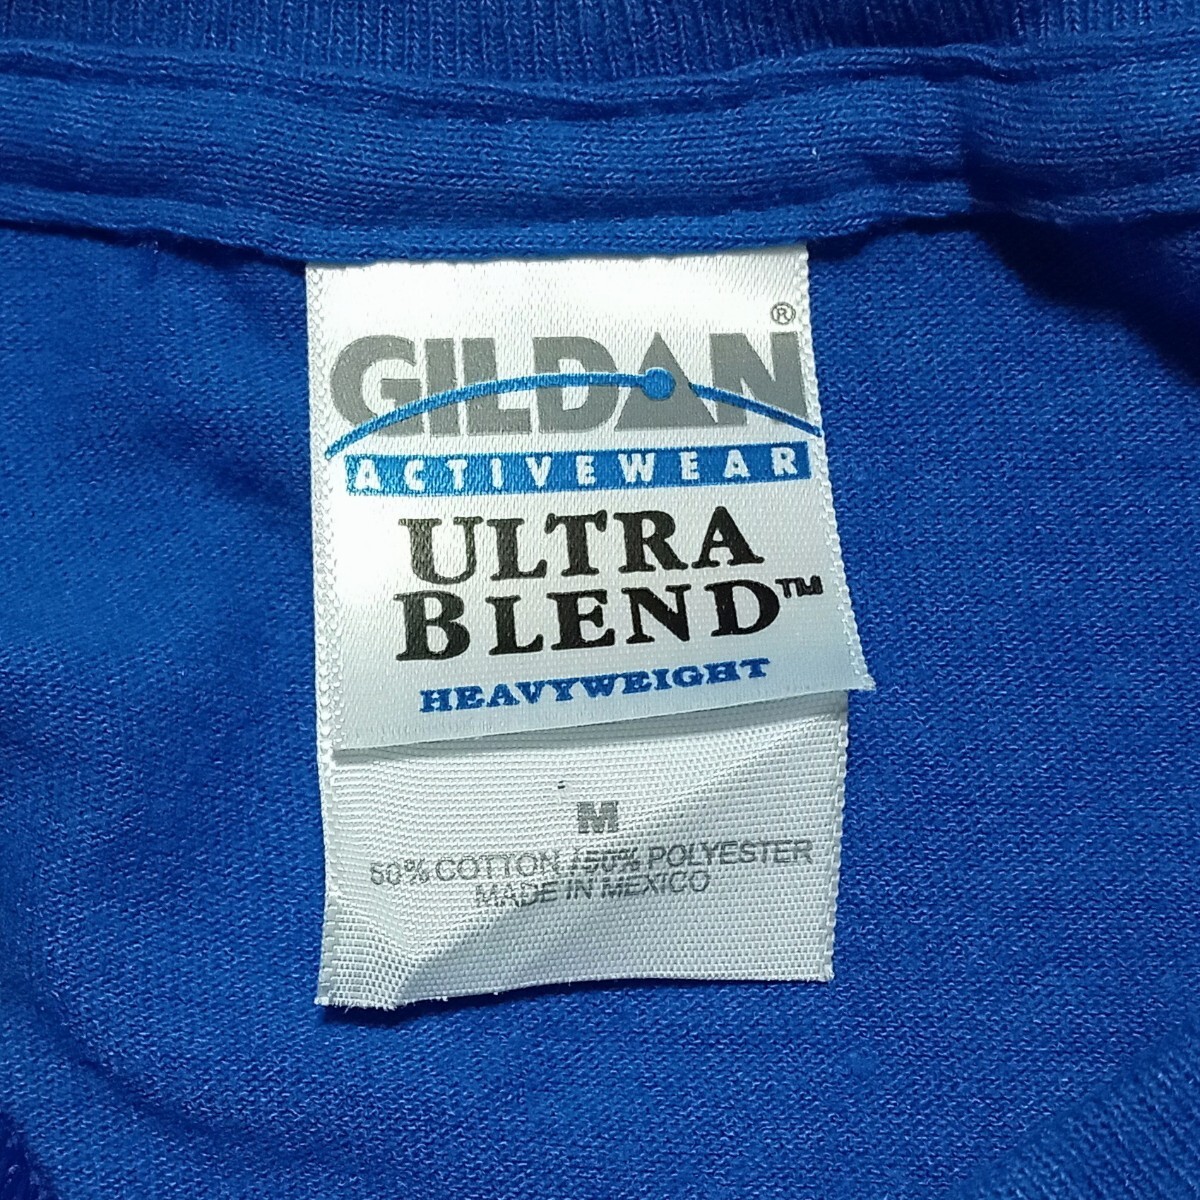 GILDAN®
ACTIVEWEAR
ULTRA
BLEND™
HEAVYWEIGHT
M
50% COTTON / 50% POLYESTER
MADE IN MEXICO